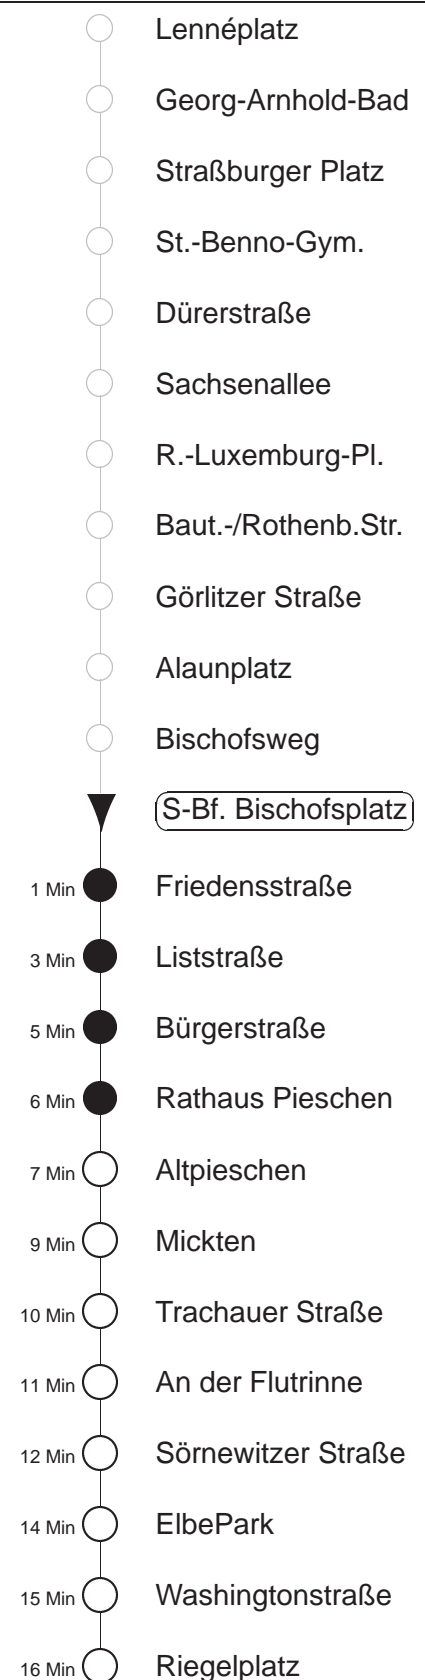 Lennéplatz
Georg-Arnhold-Bad
Straßburger Platz
St.-Benno-Gym.
Dürerstraße
Sachsenallee
R.-Luxemburg-Pl.
Baut.-/Rothenb.Str.
Görlitzer Straße
Alaunplatz
Bischofsweg
S-Bf. Bischofsplatz
1 Min Friedensstraße
3 Min Liststraße
5 Min Bürgerstraße
6 Min Rathaus Pieschen
7 Min Altpieschen
9 Min Mickten
10 Min Trachauer Straße
11 Min An der Flutrinne
12 Min Sörnewitzer Straße
14 Min ElbePark
15 Min Washingtonstraße
16 Min Riegelplatz